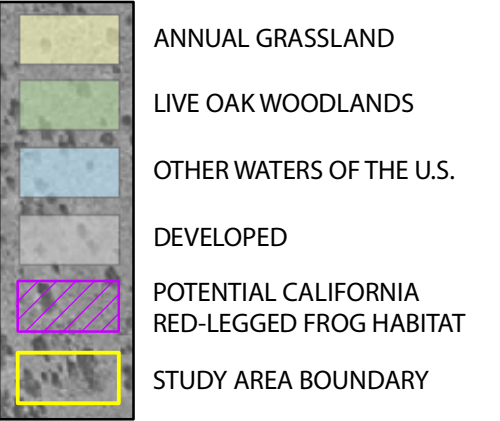 ANNUAL GRASSLAND
LIVE OAK WOODLANDS
OTHER WATERS OF THE U.S.
DEVELOPED
POTENTIAL CALIFORNIA
RED-LEGGED FROG HABITAT
STUDY AREA BOUNDARY